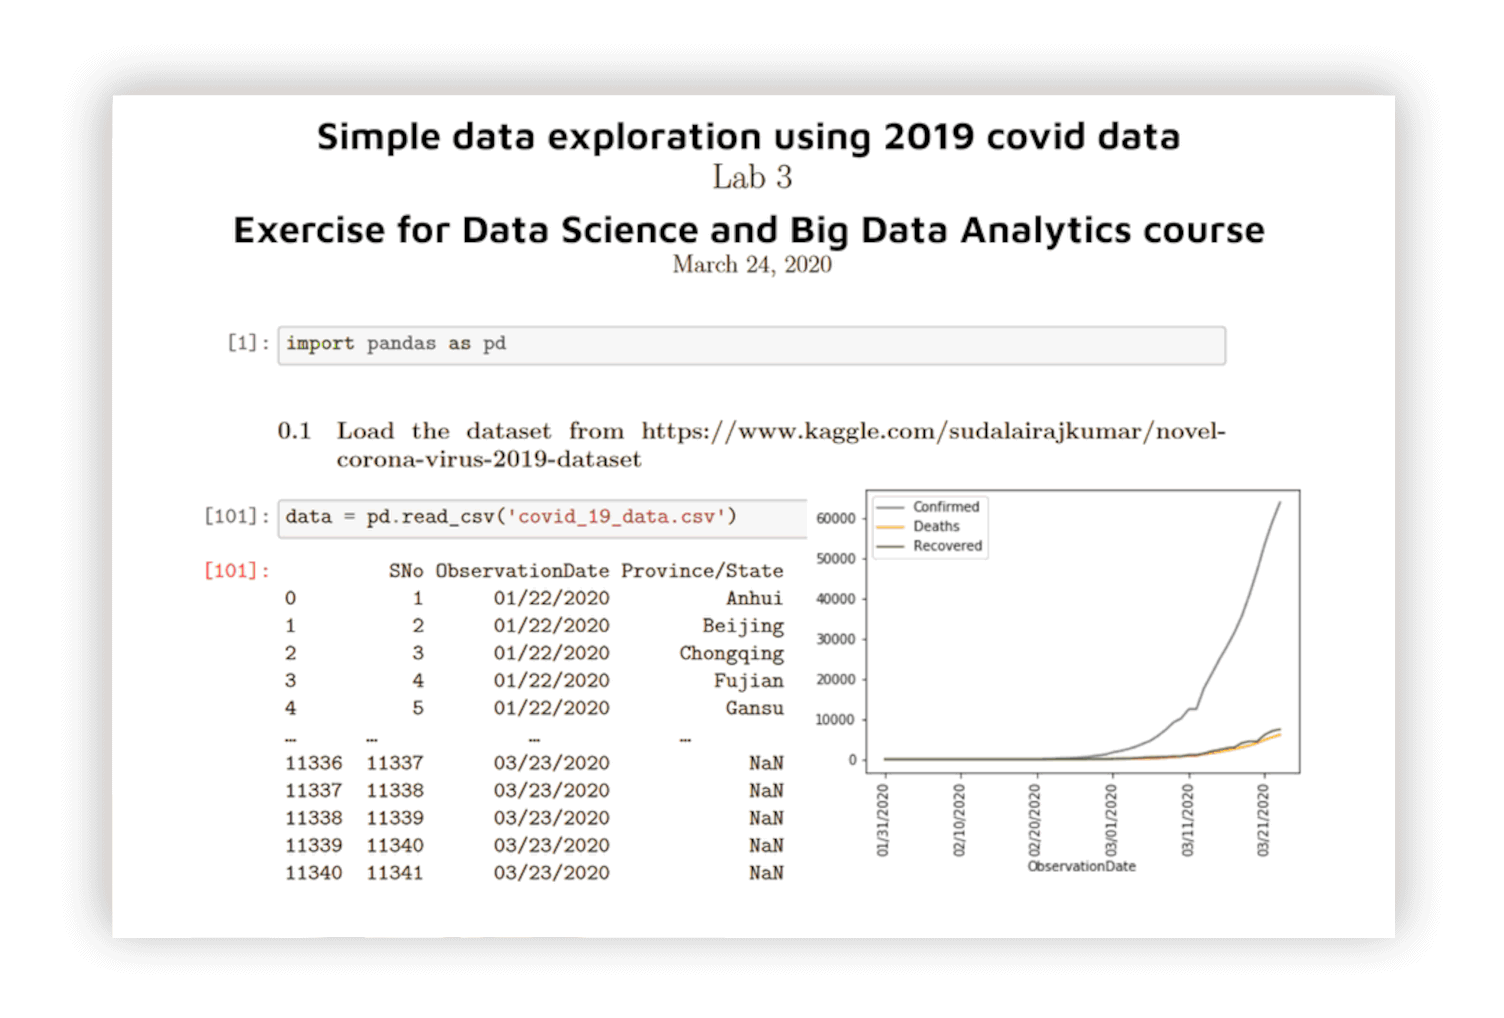 Simple data exploration using 2019 covid data
Lab 3
Exercise for Data Science and Big Data Analytics course
March 24, 2020
[1]: import pandas as pd
0.1 Load the dataset from https://www.kaggle.com/sudalairajkumar/novel-
corona-virus-2019-dataset
[101]: data = pd.read_csv('covid_19_data.csv')
[101]: SNo ObservationDate Province/State
0 1 01/22/2020 Anhui
1 2 01/22/2020 Beijing
2 3 01/22/2020 Chongqing
3 4 01/22/2020 Fujian
4 5 01/22/2020 Gansu
… … … …
11336 11337 03/23/2020 NaN
11337 11338 03/23/2020 NaN
11338 11339 03/23/2020 NaN
11339 11340 03/23/2020 NaN
11340 11341 03/23/2020 NaN
Confirmed
Deaths
Recovered
60000
50000
40000
30000
20000
10000
0
01/31/2020
02/10/2020
02/20/2020
03/01/2020
03/11/2020
03/21/2020
ObservationDate